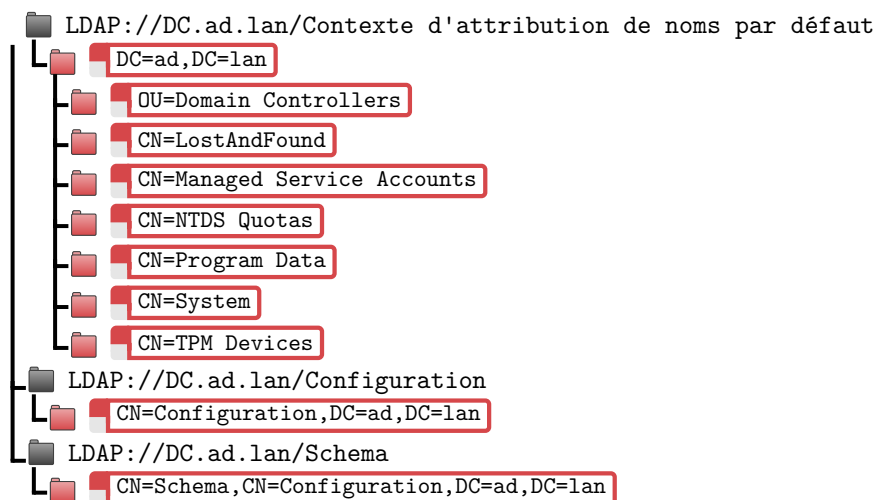 LDAP://DC.ad.lan/Contexte d'attribution de noms par défaut
DC=ad,DC=lan
OU=Domain Controllers
CN=LostAndFound
CN=Managed Service Accounts
CN=NTDS Quotas
CN=Program Data
CN=System
CN=TPM Devices
LDAP://DC.ad.lan/Configuration
CN=Configuration,DC=ad,DC=lan
LDAP://DC.ad.lan/Schema
CN=Schema,CN=Configuration,DC=ad,DC=lan